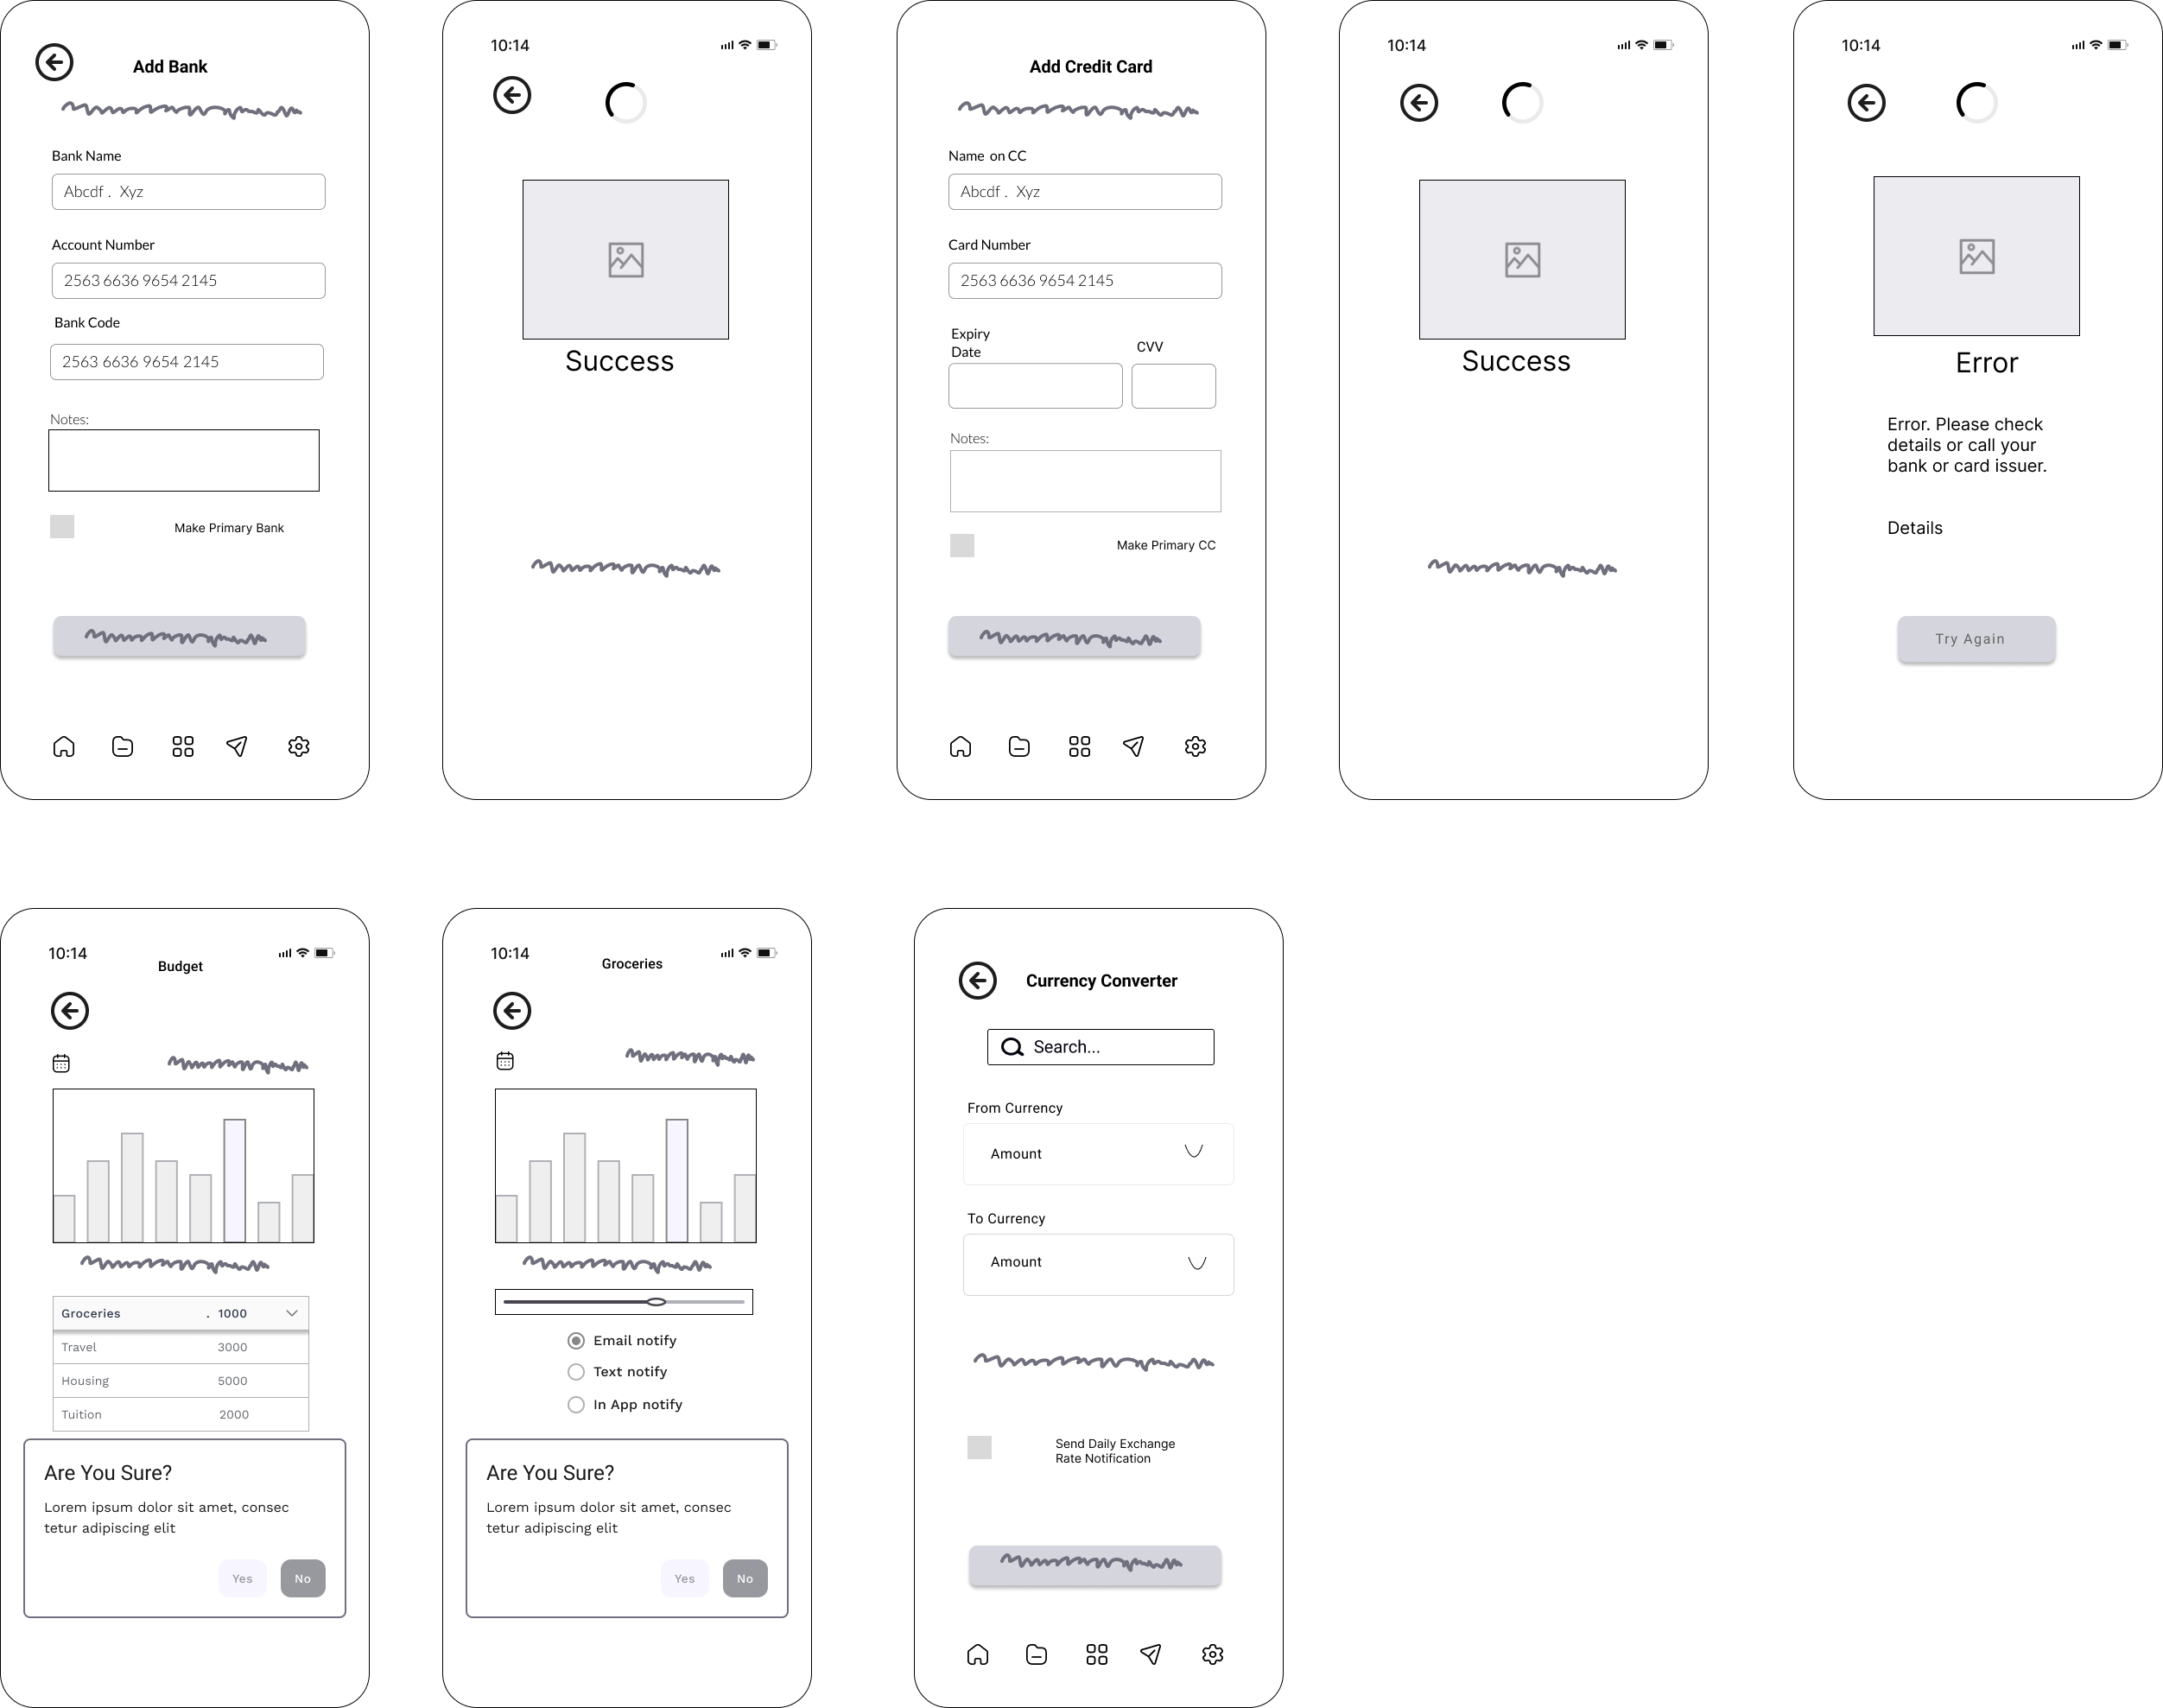 Add Bank
Bank Name
Abcdf . Xyz
Account Number
2563 6636 9654 2145
Bank Code
2563 6636 9654 2145
Notes:
Make Primary Bank
10:14
Success
Add Credit Card
Name on CC
Abcdf . Xyz
Card Number
2563 6636 9654 2145
Expiry
Date
CVV
Notes:
Make Primary CC
10:14
Success
10:14
Error
Error. Please check
details or call your
bank or card issuer.
Details
Try Again
10:14
Budget
Groceries . 1000
Travel 3000
Housing 5000
Tuition 2000
Are You Sure?
Lorem ipsum dolor sit amet, consec
tetur adipiscing elit
Yes No
10:14
Groceries
Email notify
Text notify
In App notify
Are You Sure?
Lorem ipsum dolor sit amet, consec
tetur adipiscing elit
Yes No
Currency Converter
Search...
From Currency
Amount
To Currency
Amount
Send Daily Exchange
Rate Notification